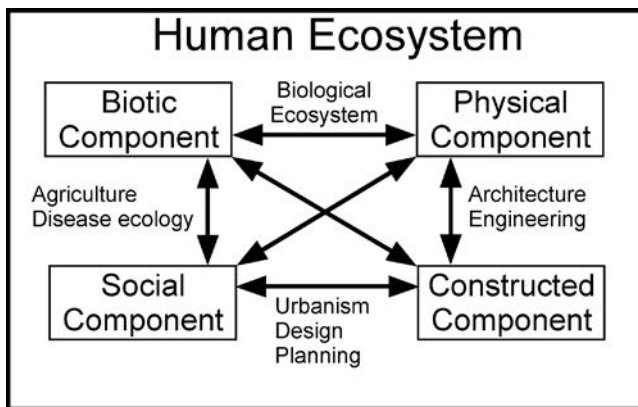 Human Ecosystem
Biotic
Component
Biological
Ecosystem
Physical
Component
Agriculture
Disease ecology
Architecture
Engineering
Social
Component
Urbanism
Design
Planning
Constructed
Component